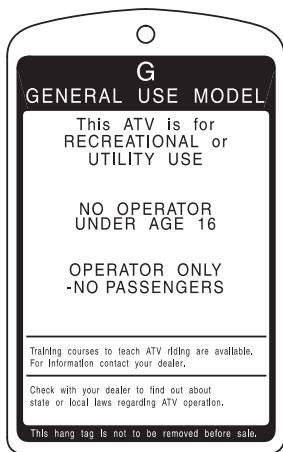 G
GENERAL USE MODEL
This ATV is for
RECREATIONAL or
UTILITY USE
NO OPERATOR
UNDER AGE 16
OPERATOR ONLY
-NO PASSENGERS
Training courses to teach ATV riding are available.
For information contact your dealer.
Check with your dealer to find out about
state or local laws regarding ATV operation.
This hang tag is not to be removed before sale.